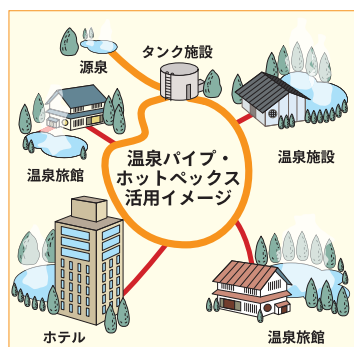 タンク施設
源泉
温泉旅館
温泉施設
温泉パイプ・
ホットペックス
活用イメージ
ホテル
温泉旅館